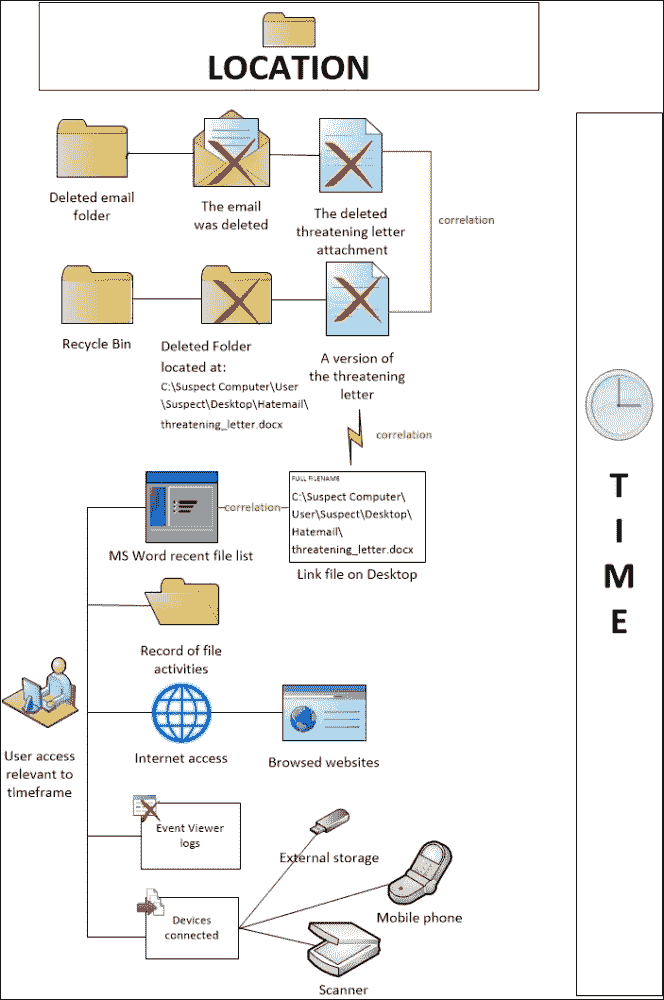 LOCATION
Deleted email
folder
The email
was deleted
The deleted
threatening letter
attachment
correlation
Recycle Bin
Deleted Folder
located at:
C:\Suspect Computer\User
\Suspect\Desktop\Hatemail\
threatening_letter.docx
A version of
the threatening
letter
correlation
FULL FILENAME
C:\Suspect Computer\
User\Suspect\Desktop\
Hatemail\
threatening_letter.docx
Link file on Desktop
correlation
MS Word recent file list
Record of file
activities
User access
relevant to
timeframe
Internet access
Browsed websites
Event Viewer
logs
External storage
Mobile phone
Devices
connected
Scanner
T
I
M
E